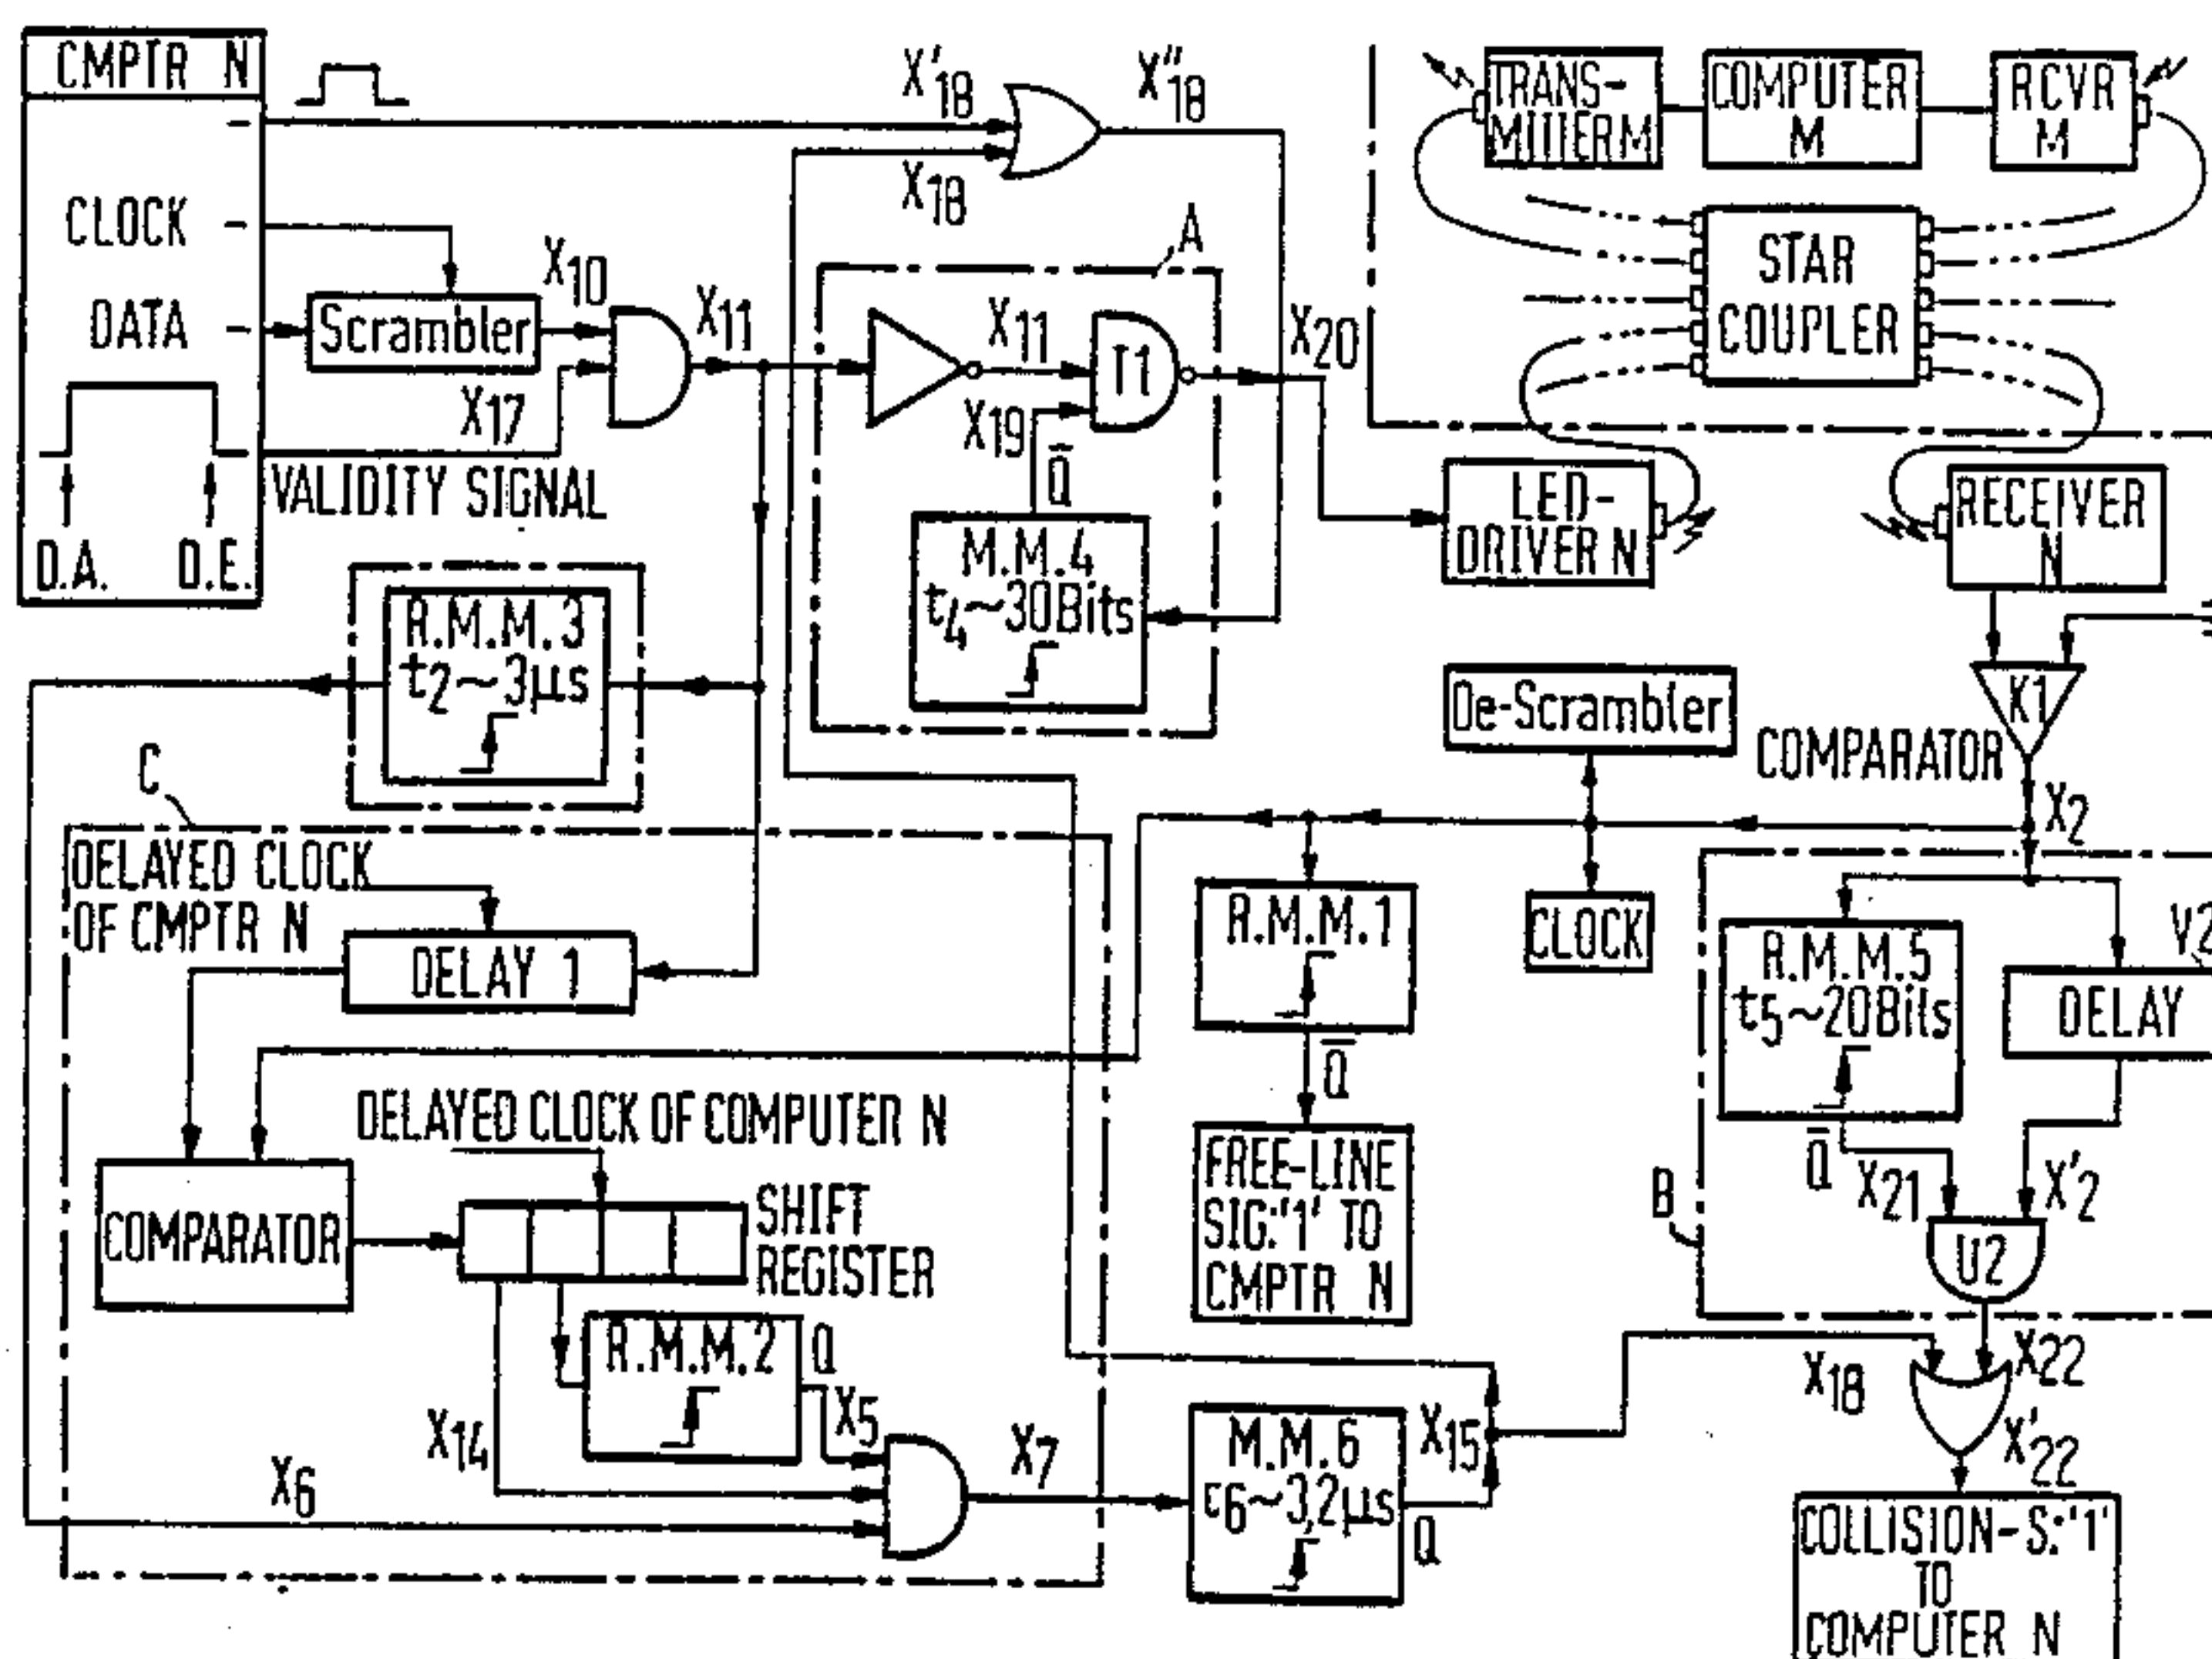 CMPTR N
CLOCK
DATA
D.A. D.E.
VALIDITY SIGNAL
Scrambler
X10
X17
X11
X'18
X18
X''18
A
X11
T1
X19
Q̄
M.M.4
t4~30Bits
X20
TRANS-
MITTER M
COMPUTER
M
RCVR
M
STAR
COUPLER
LED-
DRIVER N
RECEIVER
N
K1
COMPARATOR
X2
De-Scrambler
CLOCK
R.M.M.3
t2~3µs
C
DELAYED CLOCK
OF CMPTR N
DELAY 1
R.M.M.1
Q̄
FREE-LINE
SIG:'1' TO
CMPTR N
R.M.M.5
t5~20Bits
V2
DELAY
Q̄
X21
X'2
B
U2
DELAYED CLOCK OF COMPUTER N
COMPARATOR
SHIFT
REGISTER
R.M.M.2
Q
X5
X14
X6
X7
M.M.6
t6~3,2µs
Q
X15
X18
X22
X'22
COLLISION-S:'1'
TO
COMPUTER N